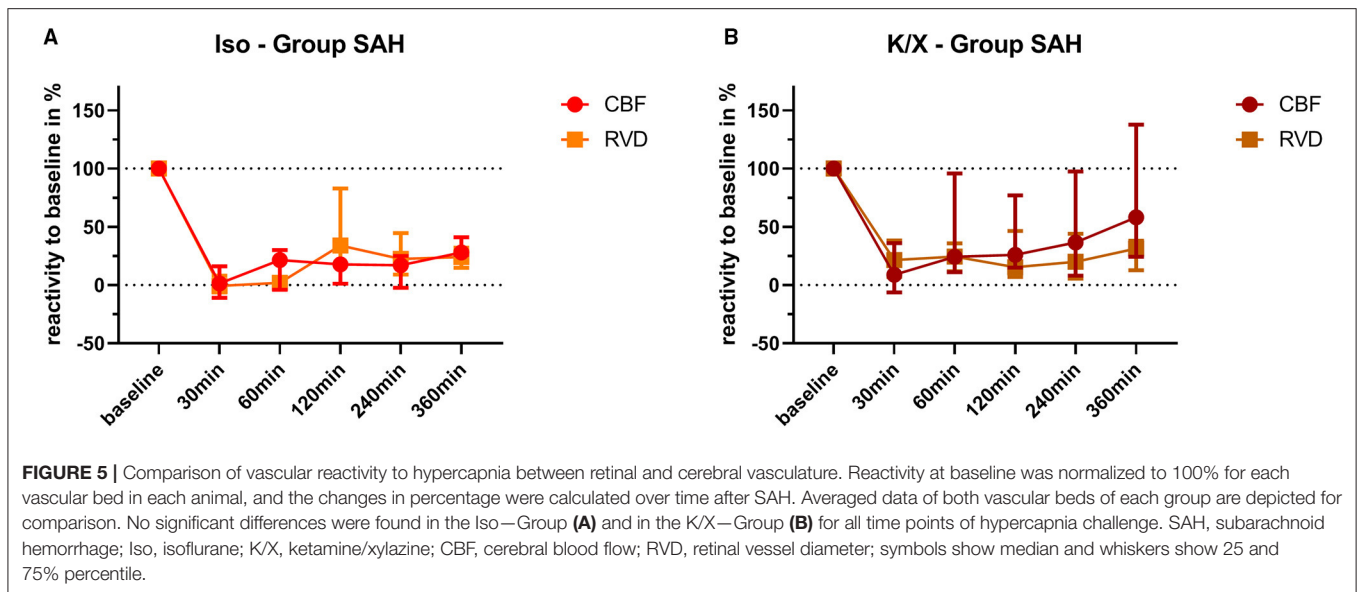 A
Iso - Group SAH
reactivity to baseline in %
150
100
50
0
-50
baseline
30min
60min
120min
240min
360min
CBF
RVD
B
K/X - Group SAH
reactivity to baseline in %
150
100
50
0
-50
baseline
30min
60min
120min
240min
360min
CBF
RVD
FIGURE 5 | Comparison of vascular reactivity to hypercapnia between retinal and cerebral vasculature. Reactivity at baseline was normalized to 100% for each
vascular bed in each animal, and the changes in percentage were calculated over time after SAH. Averaged data of both vascular beds of each group are depicted for
comparison. No significant differences were found in the Iso—Group (A) and in the K/X—Group (B) for all time points of hypercapnia challenge. SAH, subarachnoid
hemorrhage; Iso, isoflurane; K/X, ketamine/xylazine; CBF, cerebral blood flow; RVD, retinal vessel diameter; symbols show median and whiskers show 25 and
75% percentile.